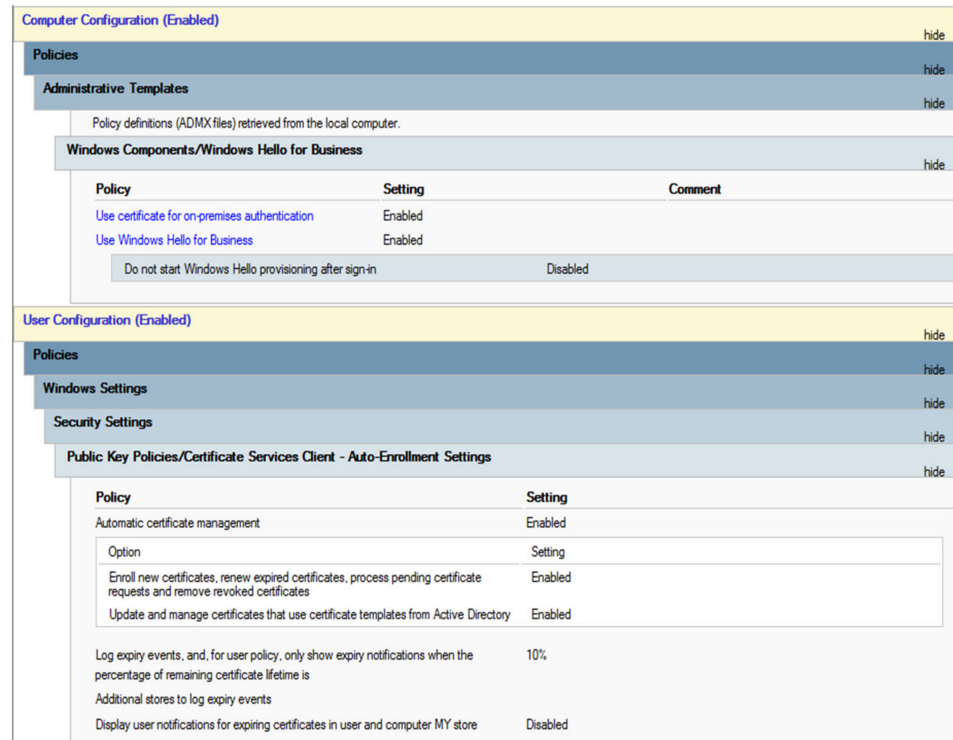 Computer Configuration (Enabled)
hide
Policies
hide
Administrative Templates
hide
Policy definitions (ADMX files) retrieved from the local computer.
Windows Components/Windows Hello for Business
hide
Policy Setting Comment
Use certificate for on-premises authentication Enabled
Use Windows Hello for Business Enabled
Do not start Windows Hello provisioning after sign-in Disabled
User Configuration (Enabled)
hide
Policies
hide
Windows Settings
hide
Security Settings
hide
Public Key Policies/Certificate Services Client - Auto-Enrollment Settings
hide
Policy Setting
Automatic certificate management Enabled
Option Setting
Enroll new certificates, renew expired certificates, process pending certificate Enabled
requests and remove revoked certificates
Update and manage certificates that use certificate templates from Active Directory Enabled
Log expiry events, and, for user policy, only show expiry notifications when the 10%
percentage of remaining certificate lifetime is
Additional stores to log expiry events
Display user notifications for expiring certificates in user and computer MY store Disabled